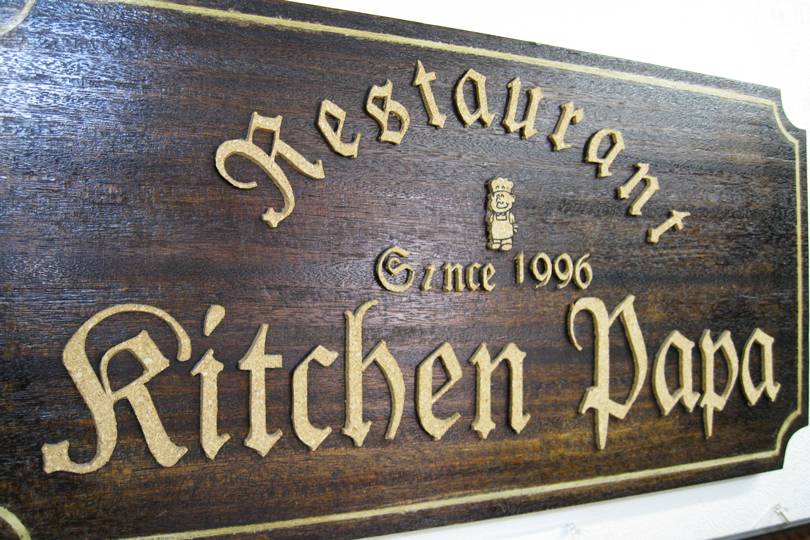 Restaurant
Since 1996
Kitchen Papa